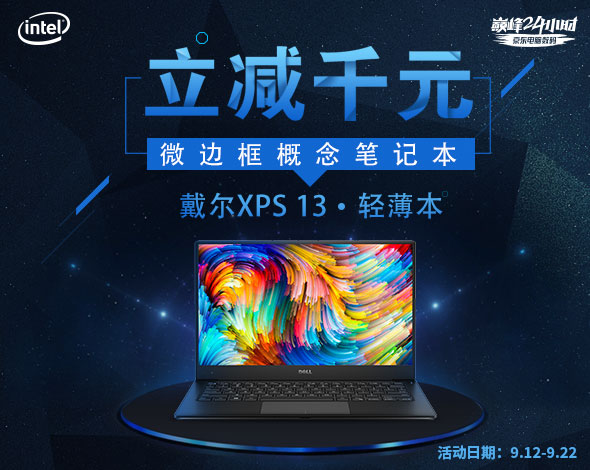 intel
巅峰24小时
京东电脑数码
立减千元
微边框概念笔记本
戴尔XPS 13·轻薄本
DELL
活动日期：9.12-9.22